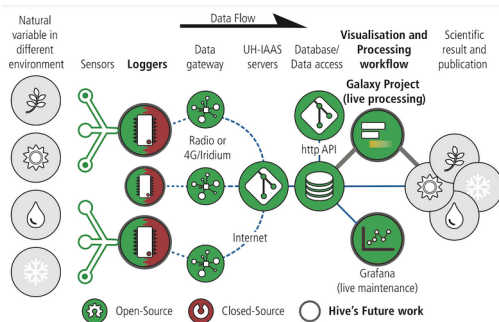 Data Flow
Natural
variable in
different
environment
Sensors
Loggers
Data
gateway
UH-IAAS
servers
Database/
Data access
Visualisation and
Processing
workflow
Scientific
result and
publication
Galaxy Project
(live processing)
Radio or
4G/Iridium
http API
Internet
Grafana
(live maintenance)
Open-Source
Closed-Source
Hive's Future work